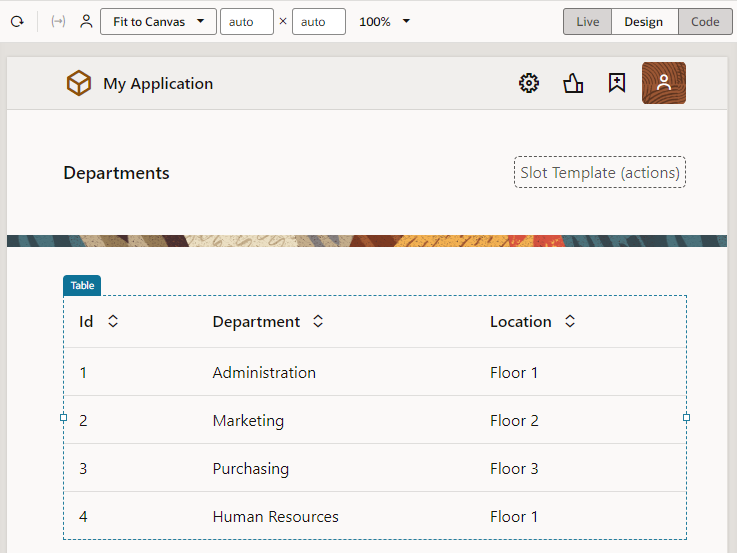 Fit to Canvas auto × auto 100% Live Design Code
My Application
Departments Slot Template (actions)
Table
Id Department Location
1 Administration Floor 1
2 Marketing Floor 2
3 Purchasing Floor 3
4 Human Resources Floor 1